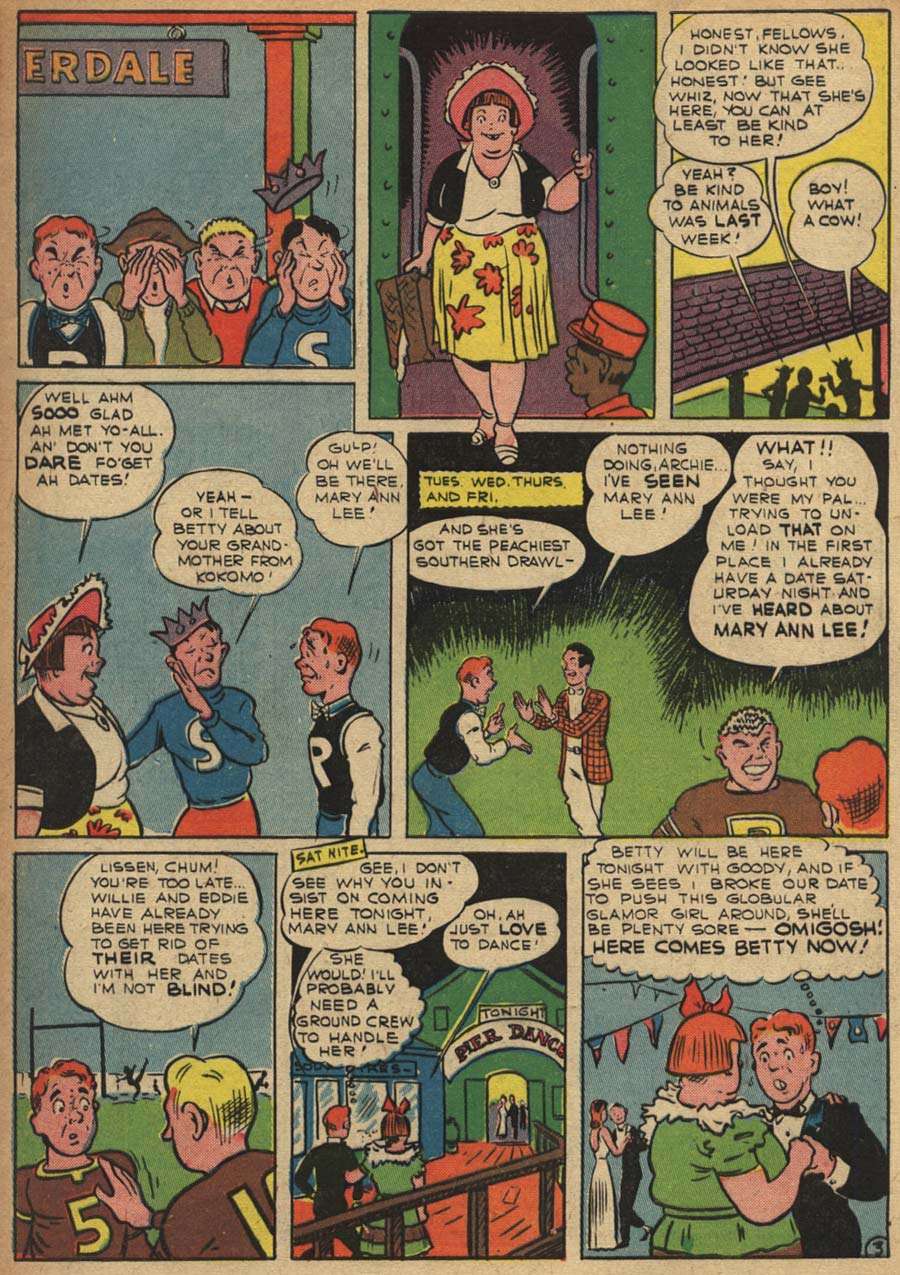 ERDALE
S
HONEST, FELLOWS.
I DIDN'T KNOW SHE
LOOKED LIKE THAT..
HONEST! BUT GEE
WHIZ, NOW THAT SHE'S
HERE, YOU CAN AT
LEAST BE KIND
TO HER!
YEAH?
BE KIND
TO ANIMALS
WAS LAST
WEEK!
BOY!
WHAT
A COW!
WELL AHM
SOOO GLAD
AH MET YO-ALL.
AN' DON'T YOU
DARE FO'GET
AH DATES!
YEAH—
OR I TELL
BETTY ABOUT
YOUR GRAND-
MOTHER FROM
KOKOMO!
GULP!
OH WE'LL
BE THERE,
MARY ANN
LEE!
S
R
TUES. WED. THURS.
AND FRI.
AND SHE'S
GOT THE PEACHIEST
SOUTHERN DRAWL—
NOTHING
DOING, ARCHIE...
I'VE SEEN
MARY ANN
LEE!
WHAT!!
SAY, I
THOUGHT YOU
WERE MY PAL...
TRYING TO UN-
LOAD THAT ON
ME! IN THE FIRST
PLACE I ALREADY
HAVE A DATE SAT-
URDAY NIGHT AND
I'VE HEARD ABOUT
MARY ANN LEE!
LISSEN, CHUM!
YOU'RE TOO LATE...
WILLIE AND EDDIE
HAVE ALREADY
BEEN HERE TRYING
TO GET RID OF
THEIR DATES
WITH HER AND
I'M NOT BLIND!
5
SAT NITE.
GEE, I DON'T
SEE WHY YOU IN-
SIST ON COMING
HERE TONIGHT,
MARY ANN LEE!
OH, AH
JUST LOVE
TO DANCE!
SHE
WOULD! I'LL
PROBABLY
NEED A
GROUND CREW
TO HANDLE
HER!
TONIGHT
PIER DANCE
BETTY WILL BE HERE
TONIGHT WITH GOODY, AND IF
SHE SEES I BROKE OUR DATE
TO PUSH THIS GLOBULAR
GLAMOR GIRL AROUND, SHE'LL
BE PLENTY SORE — OMIGOSH!
HERE COMES BETTY NOW!
3